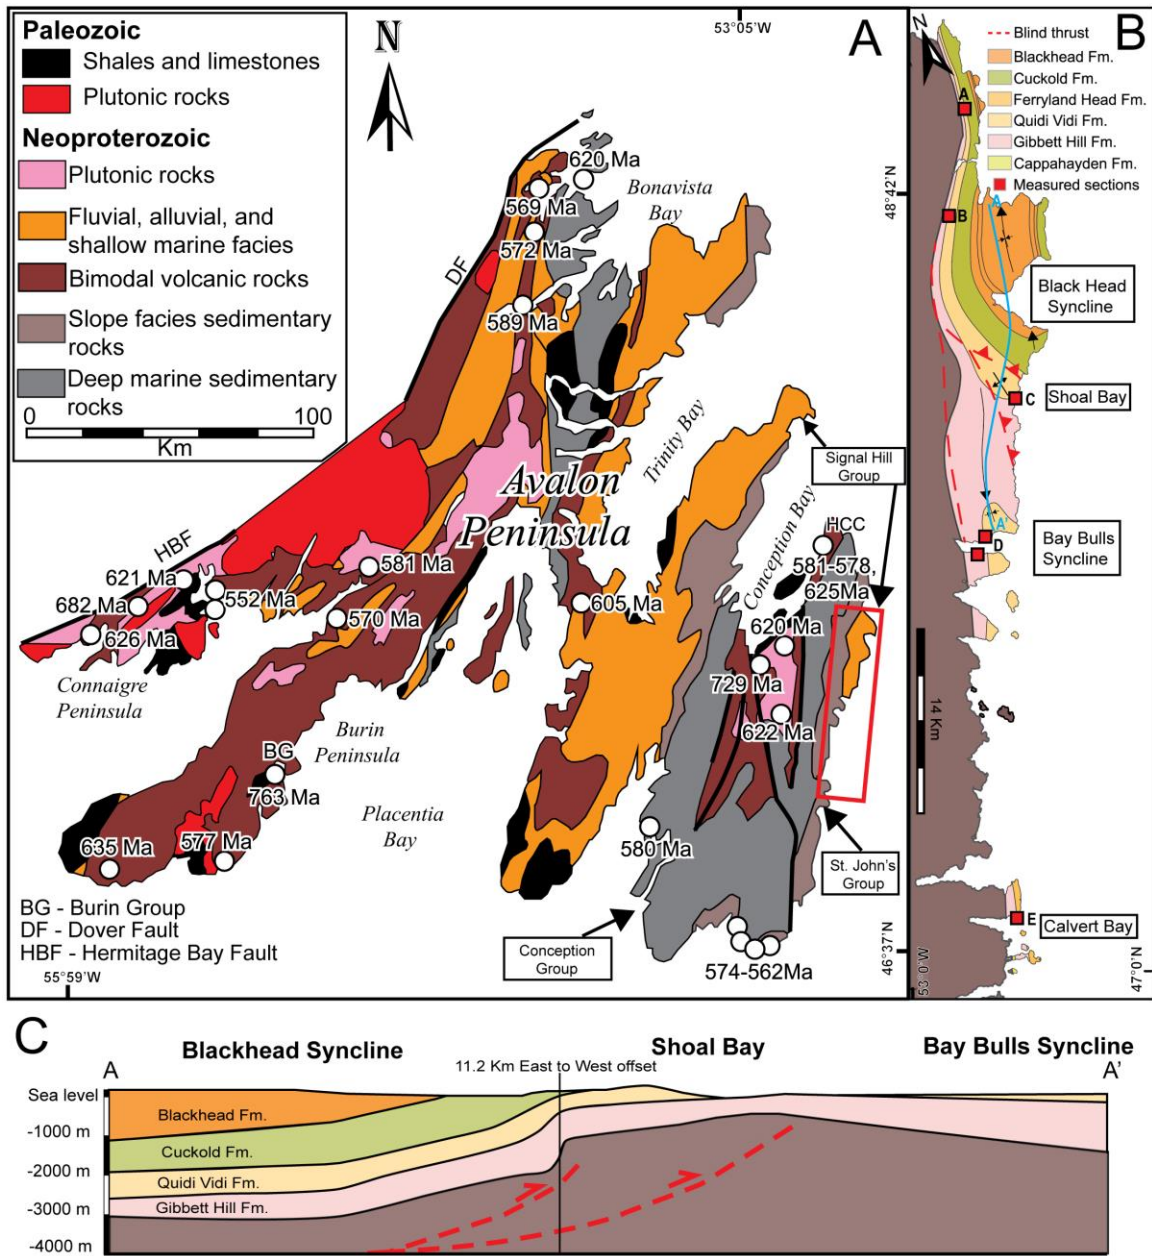 Paleozoic
Shales and limestones
Plutonic rocks
Neoproterozoic
Plutonic rocks
Fluvial, alluvial, and
shallow marine facies
Bimodal volcanic rocks
Slope facies sedimentary
rocks
Deep marine sedimentary
rocks
0 100
Km
N
53°05'W
A
620 Ma
Bonavista
Bay
569 Ma
572 Ma
DF
589 Ma
48°42'N
Trinity Bay
Avalon
Peninsula
Signal Hill
Group
Conception Bay
HCC
581-578,
625Ma
HBF
621 Ma
581 Ma
682 Ma
552 Ma
605 Ma
626 Ma
570 Ma
620 Ma
Connaigre
Peninsula
729 Ma
622 Ma
Burin
Peninsula
BG
763 Ma
Placentia
Bay
635 Ma
577 Ma
580 Ma
St. John's
Group
BG - Burin Group
DF - Dover Fault
HBF - Hermitage Bay Fault
Conception
Group
574-562Ma
46°37'N
55°59'W
N
B
Blind thrust
Blackhead Fm.
Cuckold Fm.
Ferryland Head Fm.
Quidi Vidi Fm.
Gibbett Hill Fm.
Cappahayden Fm.
Measured sections
A
B
A
Black Head
Syncline
C
Shoal Bay
A'
D
Bay Bulls
Syncline
14 Km
E
Calvert Bay
53°0'W
47°0'N
C
Blackhead Syncline
Shoal Bay
Bay Bulls Syncline
A
11.2 Km East to West offset
A'
Sea level
Blackhead Fm.
-1000 m
Cuckold Fm.
-2000 m
Quidi Vidi Fm.
-3000 m
Gibbett Hill Fm.
-4000 m